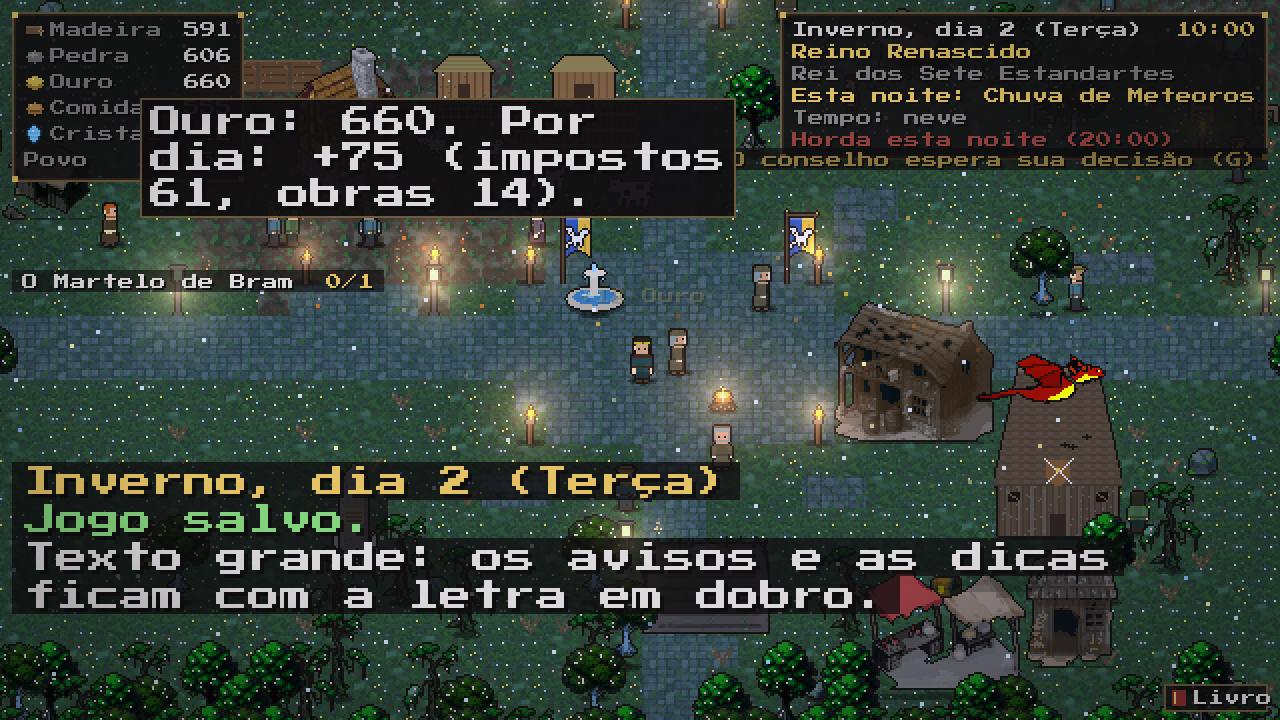 Madeira 591
Pedra 606
Ouro 660
Comida
Crista
Povo
Ouro: 660. Por
dia: +75 (impostos
61, obras 14).
Inverno, dia 2 (Terça) 10:00
Reino Renascido
Rei dos Sete Estandartes
Esta noite: Chuva de Meteoros
Tempo: neve
Horda esta noite (20:00)
O conselho espera sua decisão (G)
O Martelo de Bram 0/1
Ouro
Inverno, dia 2 (Terça)
Jogo salvo.
Texto grande: os avisos e as dicas
ficam com a letra em dobro.
Livro